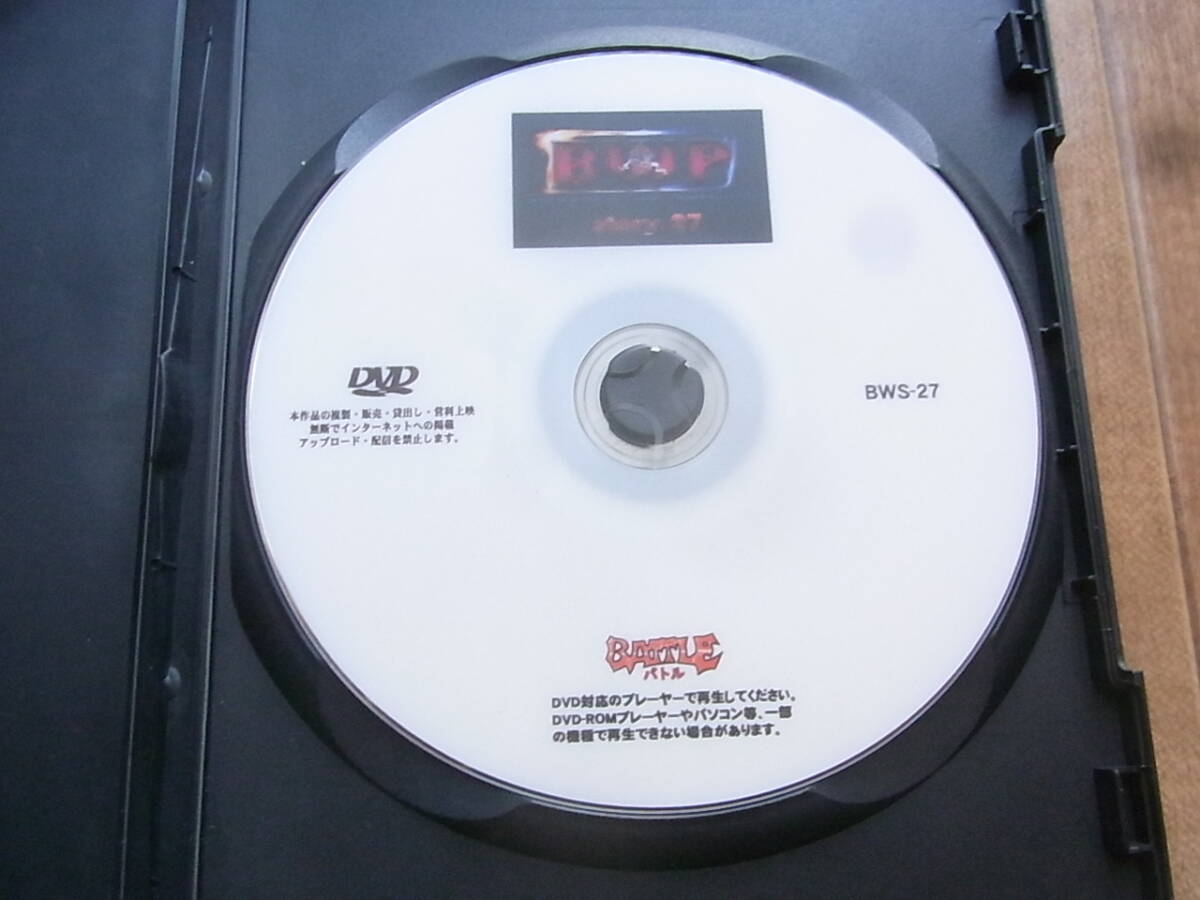 BWP
story 27
DVD
本作品の複製・販売・貸出し・営利上映
無断でインターネットへの掲載
アップロード・配信を禁止します。
BWS-27
BATTLE
バトル
DVD対応のプレーヤーで再生してください。
DVD-ROMプレーヤーやパソコン等、一部
の機種で再生できない場合があります。